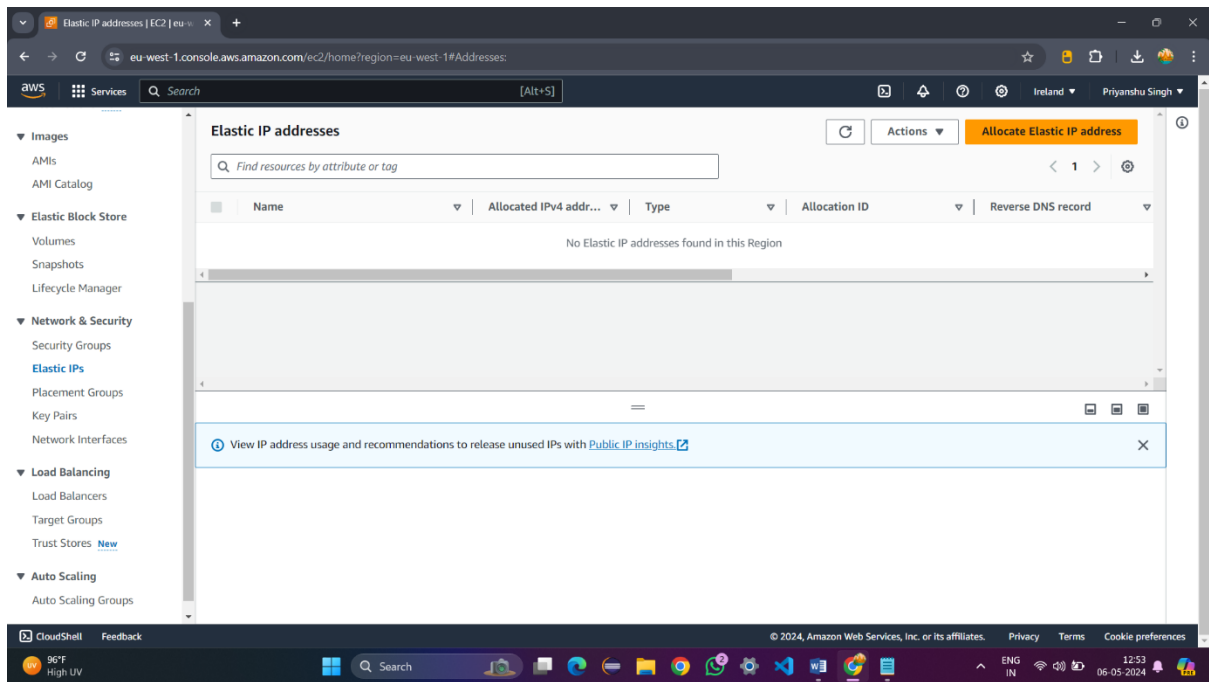 Elastic IP addresses | EC2 | eu-w
eu-west-1.console.aws.amazon.com/ec2/home?region=eu-west-1#Addresses:
aws Services Search [Alt+S] Ireland Priyanshu Singh
Images
AMIs
AMI Catalog
Elastic Block Store
Volumes
Snapshots
Lifecycle Manager
Network & Security
Security Groups
Elastic IPs
Placement Groups
Key Pairs
Network Interfaces
Load Balancing
Load Balancers
Target Groups
Trust Stores New
Auto Scaling
Auto Scaling Groups
Elastic IP addresses
Actions
Allocate Elastic IP address
Find resources by attribute or tag
1
Name Allocated IPv4 addr... Type Allocation ID Reverse DNS record
No Elastic IP addresses found in this Region
View IP address usage and recommendations to release unused IPs with Public IP insights.
CloudShell Feedback © 2024, Amazon Web Services, Inc. or its affiliates. Privacy Terms Cookie preferences
UV
96°F
High UV
Search
2
ENG
IN
12:53
06-05-2024